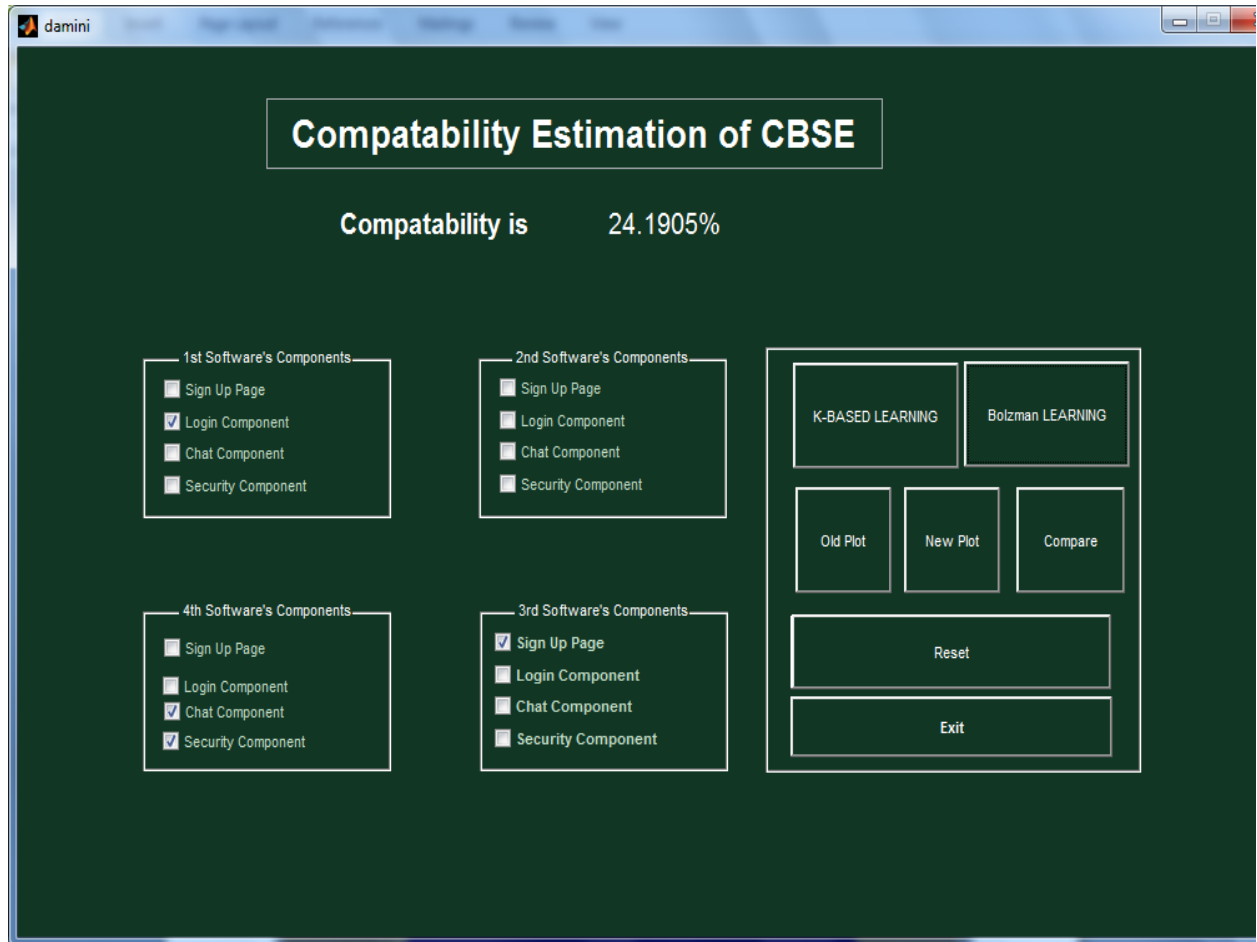 damini
Compatability Estimation of CBSE
Compatability is 24.1905%
1st Software's Components
Sign Up Page
Login Component
Chat Component
Security Component
2nd Software's Components
Sign Up Page
Login Component
Chat Component
Security Component
4th Software's Components
Sign Up Page
Login Component
Chat Component
Security Component
3rd Software's Components
Sign Up Page
Login Component
Chat Component
Security Component
K-BASED LEARNING
Bolzman LEARNING
Old Plot
New Plot
Compare
Reset
Exit